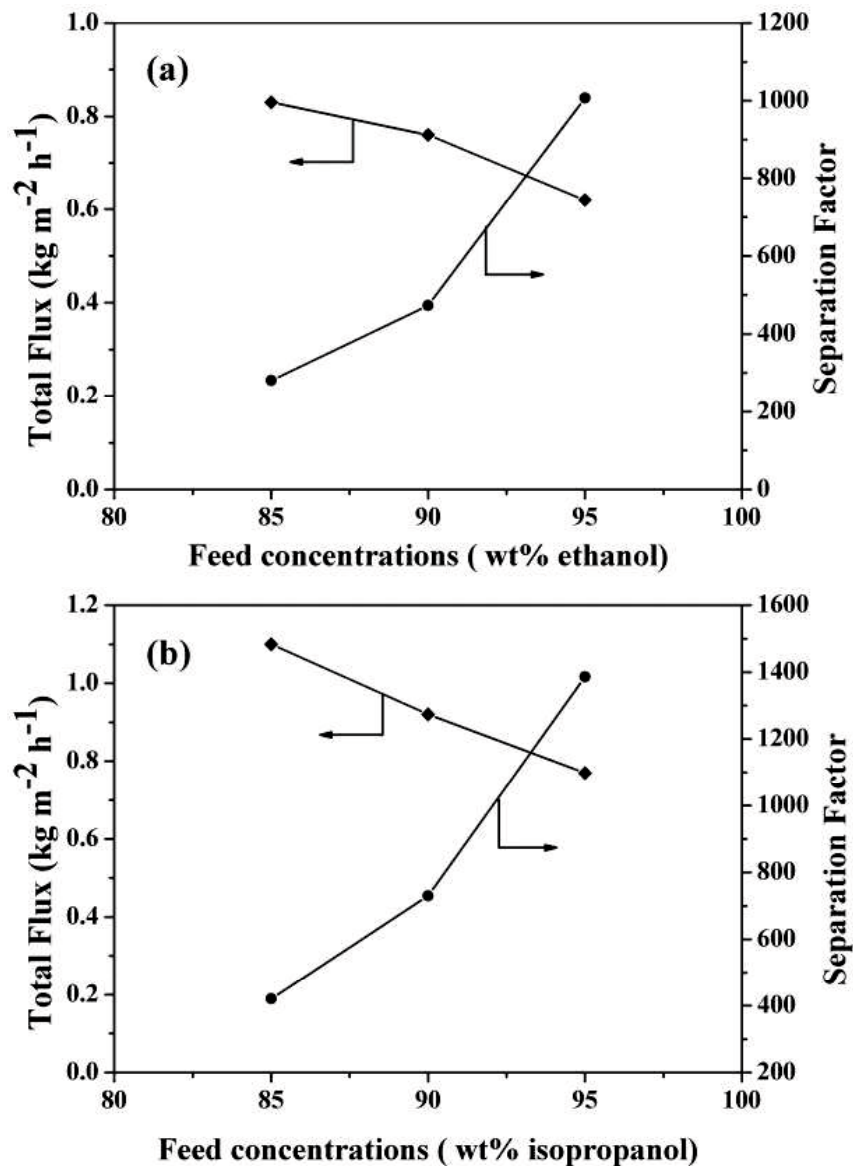 (a)
Total Flux (kg m⁻² h⁻¹)
1.0
0.8
0.6
0.4
0.2
0.0
1200
1000
800
600
400
200
0
Separation Factor
80 85 90 95 100
Feed concentrations ( wt% ethanol)
(b)
Total Flux (kg m⁻² h⁻¹)
1.2
1.0
0.8
0.6
0.4
0.2
0.0
1600
1400
1200
1000
800
600
400
200
Separation Factor
80 85 90 95 100
Feed concentrations ( wt% isopropanol)